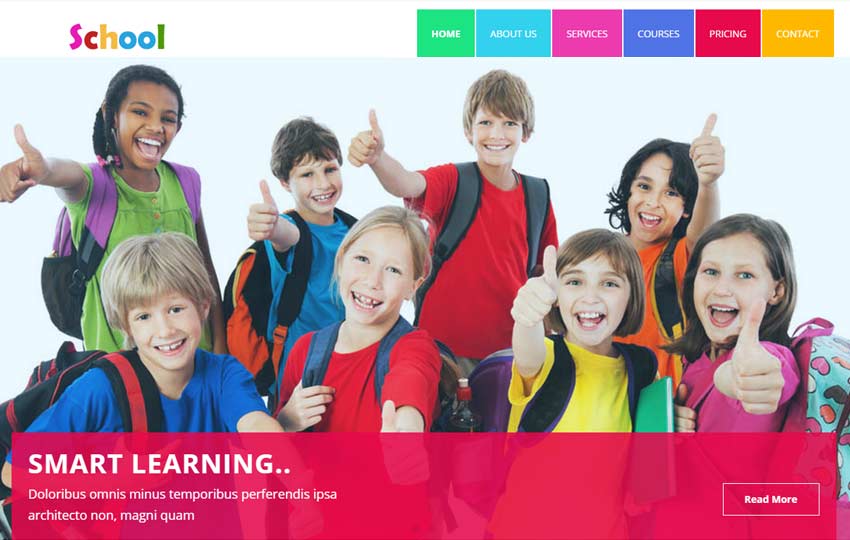 School
HOME
ABOUT US
SERVICES
COURSES
PRICING
CONTACT
SMART LEARNING..
Doloribus omnis minus temporibus perferendis ipsa
architecto non, magni quam
Read More